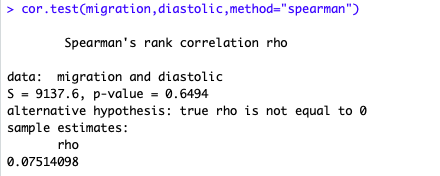 > cor.test(migration,diastolic,method="spearman")
Spearman's rank correlation rho
data:  migration and diastolic
S = 9137.6, p-value = 0.6494
alternative hypothesis: true rho is not equal to 0
sample estimates:
rho
0.07514098